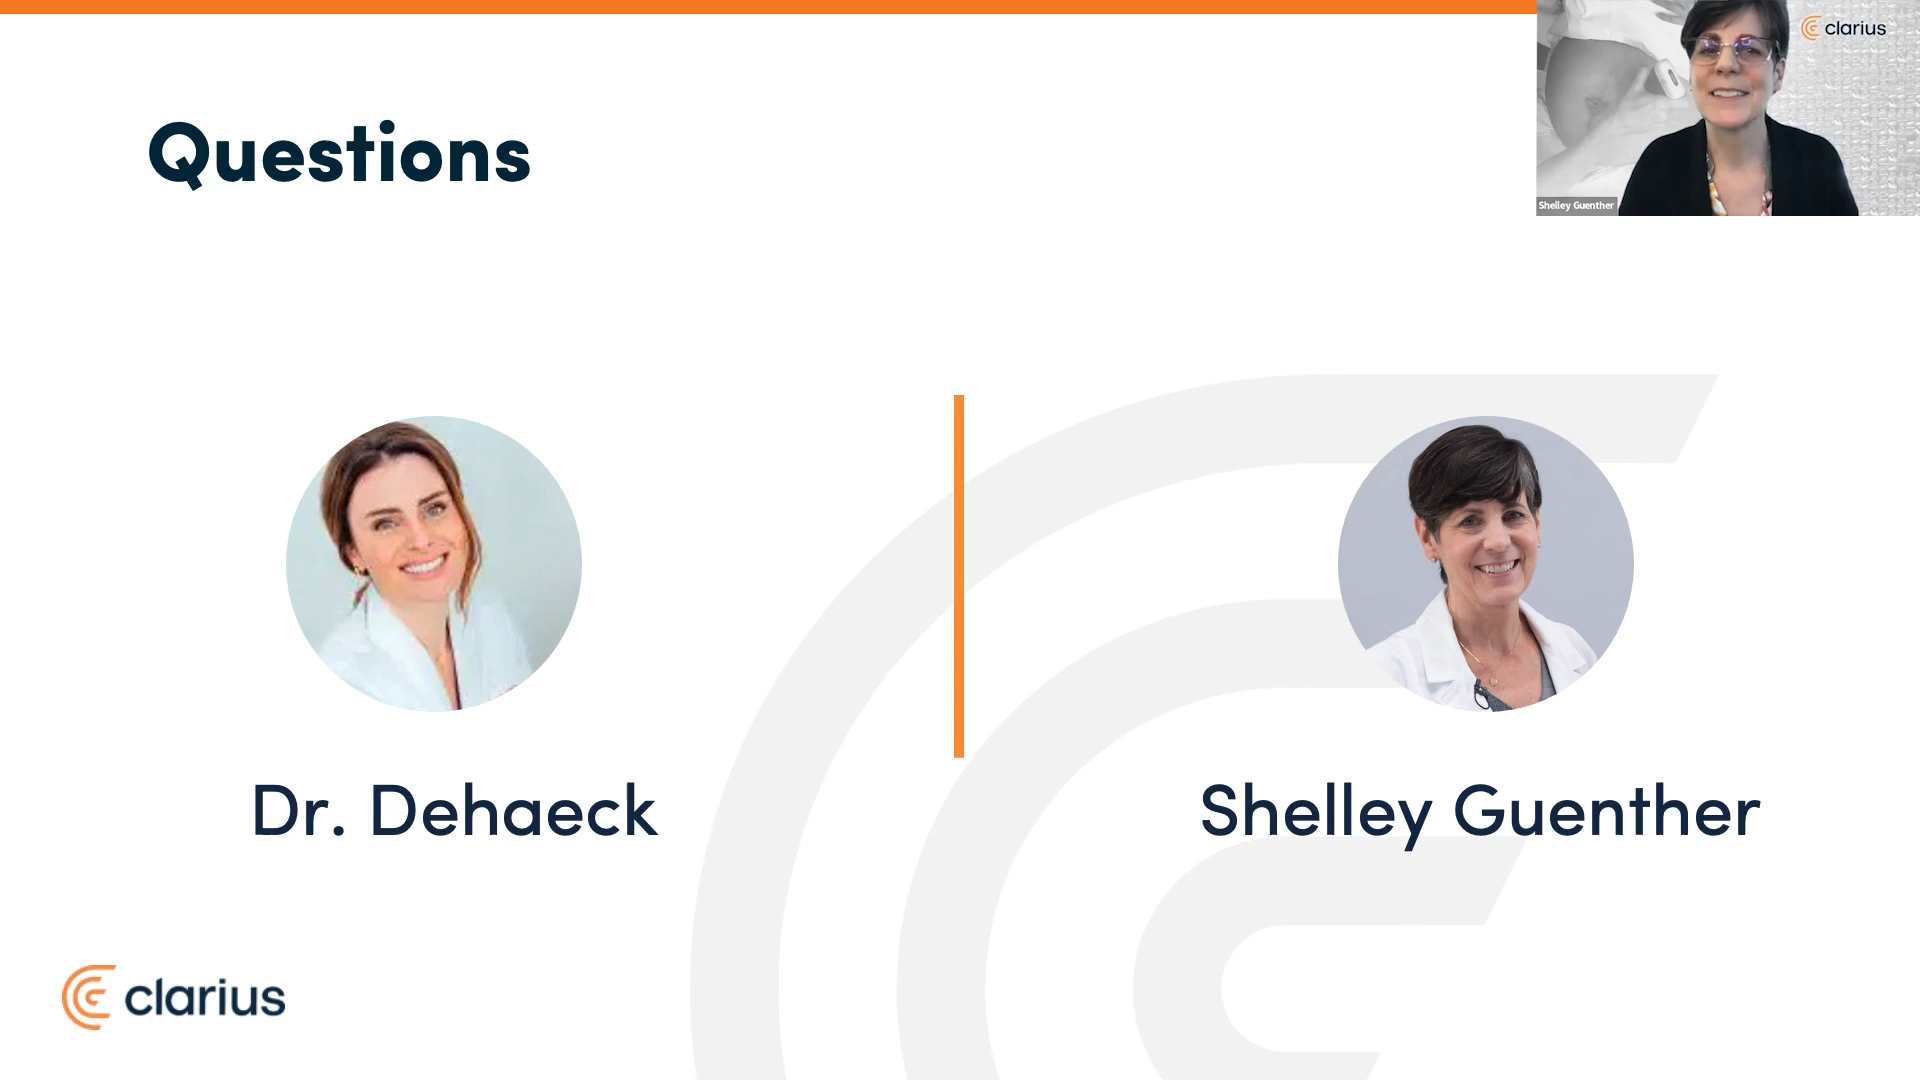 clarius
Questions
Shelley Guenther
Dr. Dehaeck
Shelley Guenther
clarius